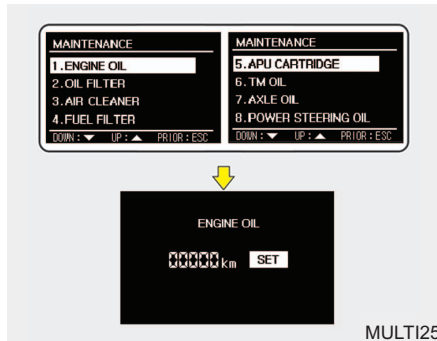 MAINTENANCE
1.ENGINE OIL
2.OIL FILTER
3.AIR CLEANER
4.FUEL FILTER
DOWN:▼ UP:▲ PRIOR:ESC
MAINTENANCE
5.APU CARTRIDGE
6.TM OIL
7.AXLE OIL
8.POWER STEERING OIL
DOWN:▼ UP:▲ PRIOR:ESC
ENGINE OIL
00000 km SET
MULTI25